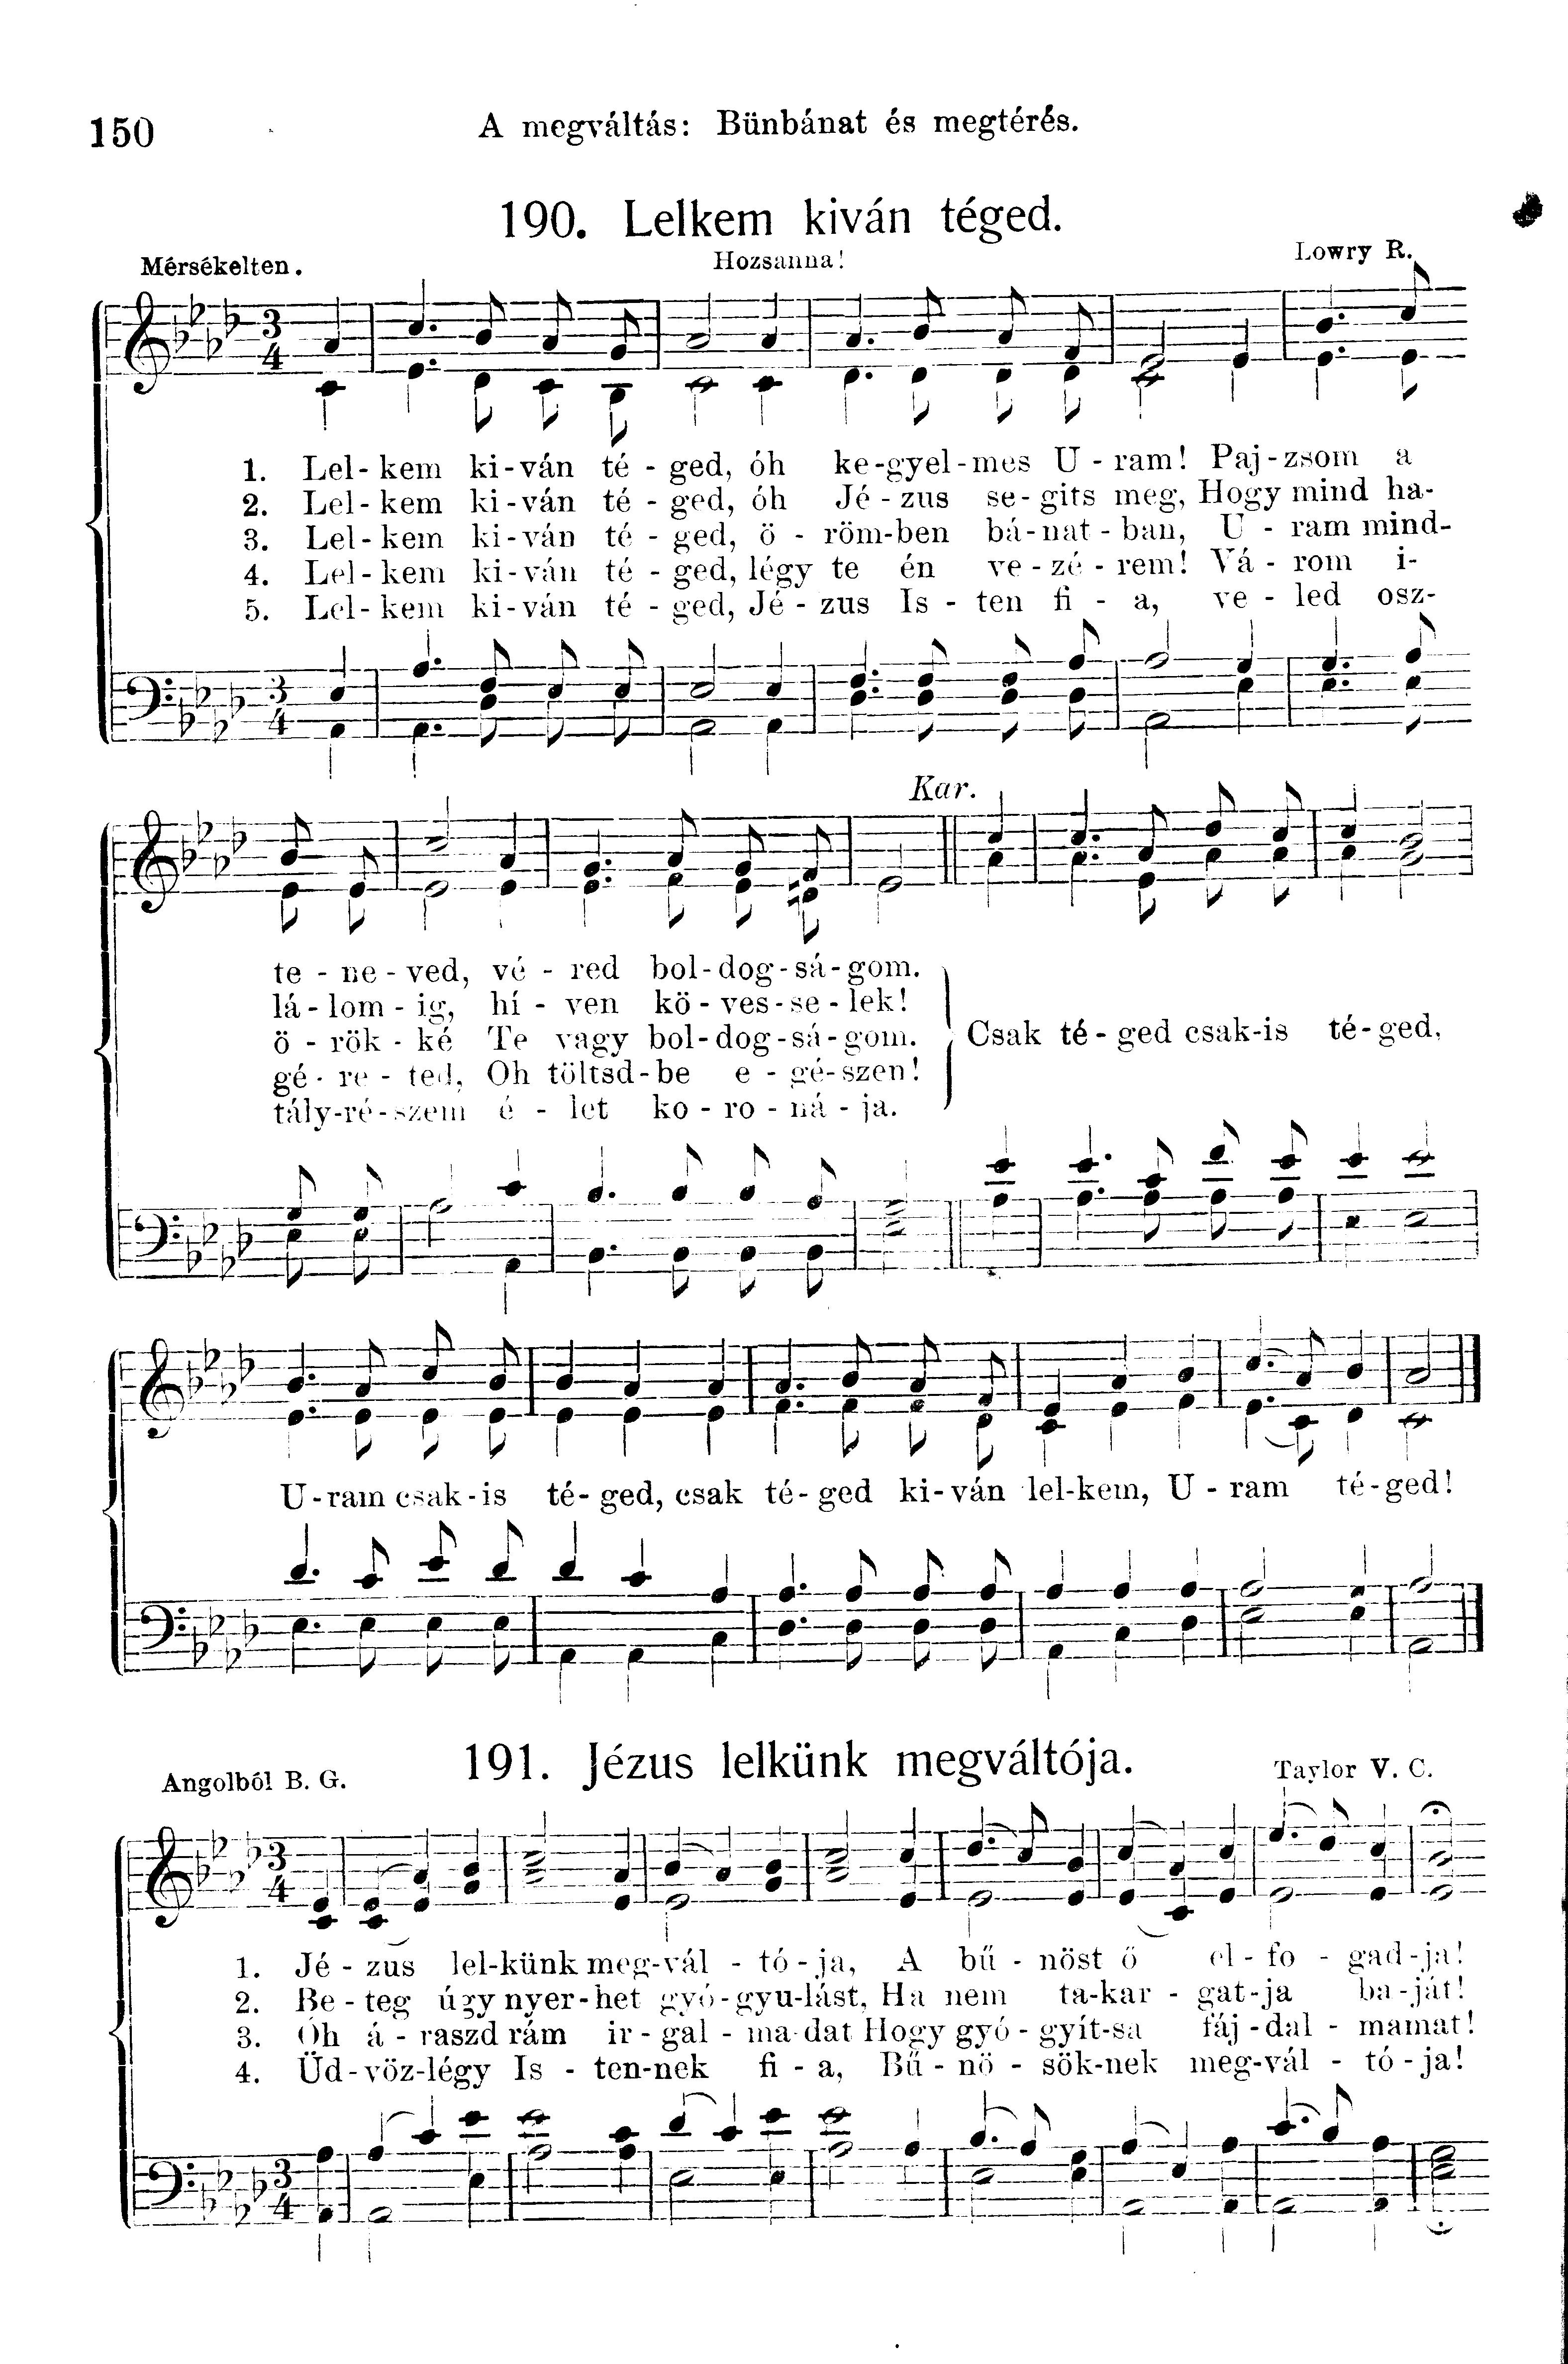 150
A megváltás: Bünbánat és megtérés.
190. Lelkem kiván téged.
Mérsékelten.
Hozsanna!
Lowry R.
1. Lel-kem ki-ván té-ged, óh ke-gyel-mes U-ram! Paj-zsom a
2. Lel-kem ki-ván té-ged, óh Jé-zus se-gits meg, Hogy mind ha-
3. Lel-kem ki-ván té-ged, ö-röm-ben bá-nat-ban, U-ram mind-
4. Lel-kem ki-ván té-ged, légy te én ve-zé-rem! Vá-rom i-
5. Lel-kem ki-ván té-ged, Jé-zus Is-ten fi-a, ve-led osz-
Kar.
te-ne-ved, vé-red bol-dog-sá-gom.
lá-lom-ig, hí-ven kö-ves-se-lek!
ö-rök-ké Te vagy bol-dog-sá-gom. Csak té-ged csak-is té-ged,
gé-re-ted, Oh töltsd-be e-gé-szen!
tály-ré-szem é-let ko-ro-ná-ja.
U-ram csak-is té-ged, csak té-ged ki-ván lel-kem, U-ram té-ged!
191. Jézus lelkünk megváltója.
Angolból B. G.
Taylor V. C.
1. Jé-zus lel-künk meg-vál-tó-ja, A bű-nöst ő el-fo-gad-ja!
2. Be-teg úgy nyer-het gyó-gyu-lást, Ha nem ta-kar-gat-ja ba-ját!
3. Óh á-raszd rám ir-gal-ma-dat Hogy gyó-gyít-sa fáj-dal-mamat!
4. Üd-vöz-légy Is-ten-nek fi-a, Bű-nö-sök-nek meg-vál-tó-ja!